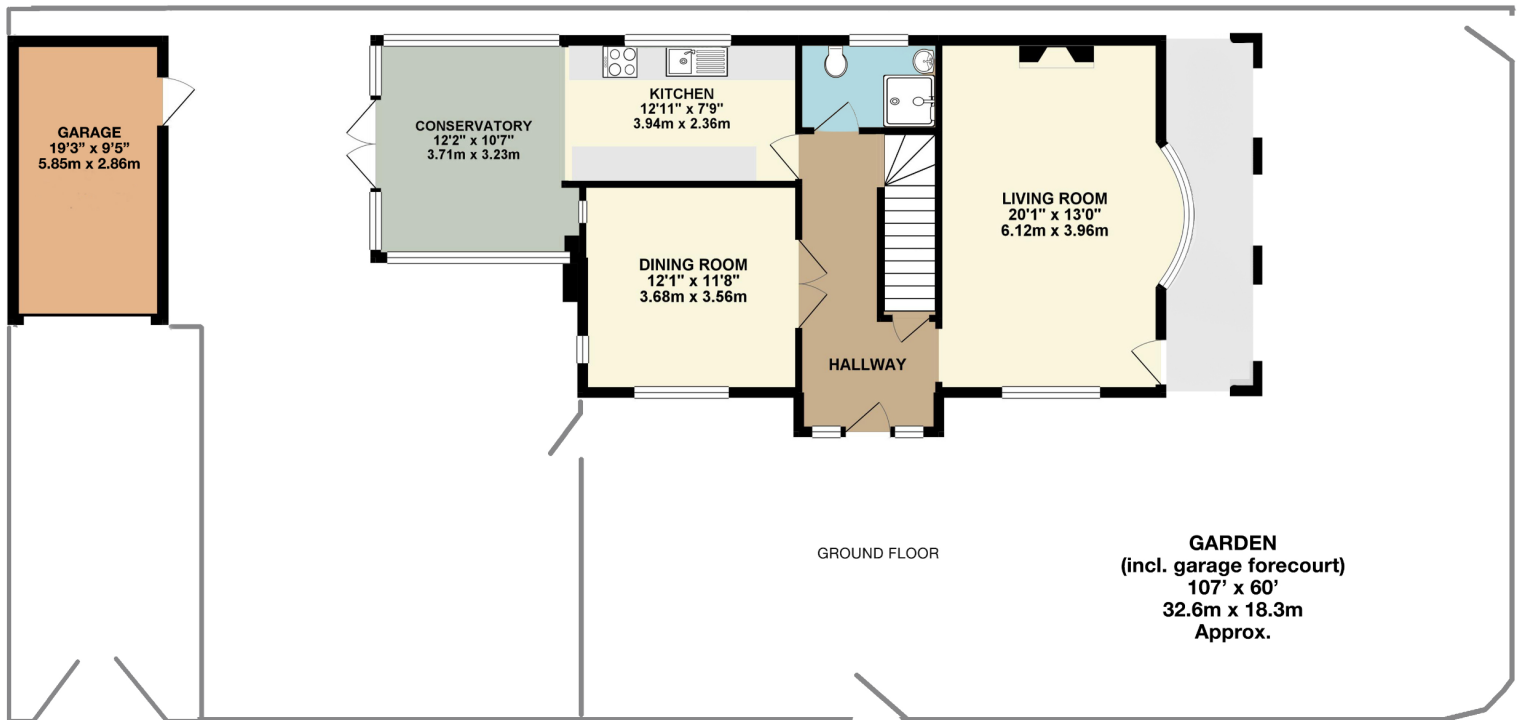 GARAGE
19'3" x 9'5"
5.85m x 2.86m
CONSERVATORY
12'2" x 10'7"
3.71m x 3.23m
KITCHEN
12'11" x 7'9"
3.94m x 2.36m
LIVING ROOM
20'1" x 13'0"
6.12m x 3.96m
DINING ROOM
12'1" x 11'8"
3.68m x 3.56m
HALLWAY
GROUND FLOOR
GARDEN
(incl. garage forecourt)
107' x 60'
32.6m x 18.3m
Approx.